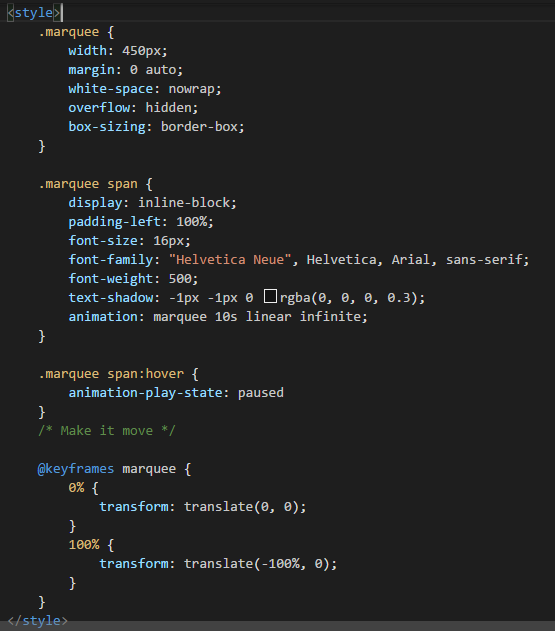 <style>
    .marquee {
        width: 450px;
        margin: 0 auto;
        white-space: nowrap;
        overflow: hidden;
        box-sizing: border-box;
    }

    .marquee span {
        display: inline-block;
        padding-left: 100%;
        font-size: 16px;
        font-family: "Helvetica Neue", Helvetica, Arial, sans-serif;
        font-weight: 500;
        text-shadow: -1px -1px 0 rgba(0, 0, 0, 0.3);
        animation: marquee 10s linear infinite;
    }

    .marquee span:hover {
        animation-play-state: paused
    }
    /* Make it move */

    @keyframes marquee {
        0% {
            transform: translate(0, 0);
        }
        100% {
            transform: translate(-100%, 0);
        }
    }
</style>